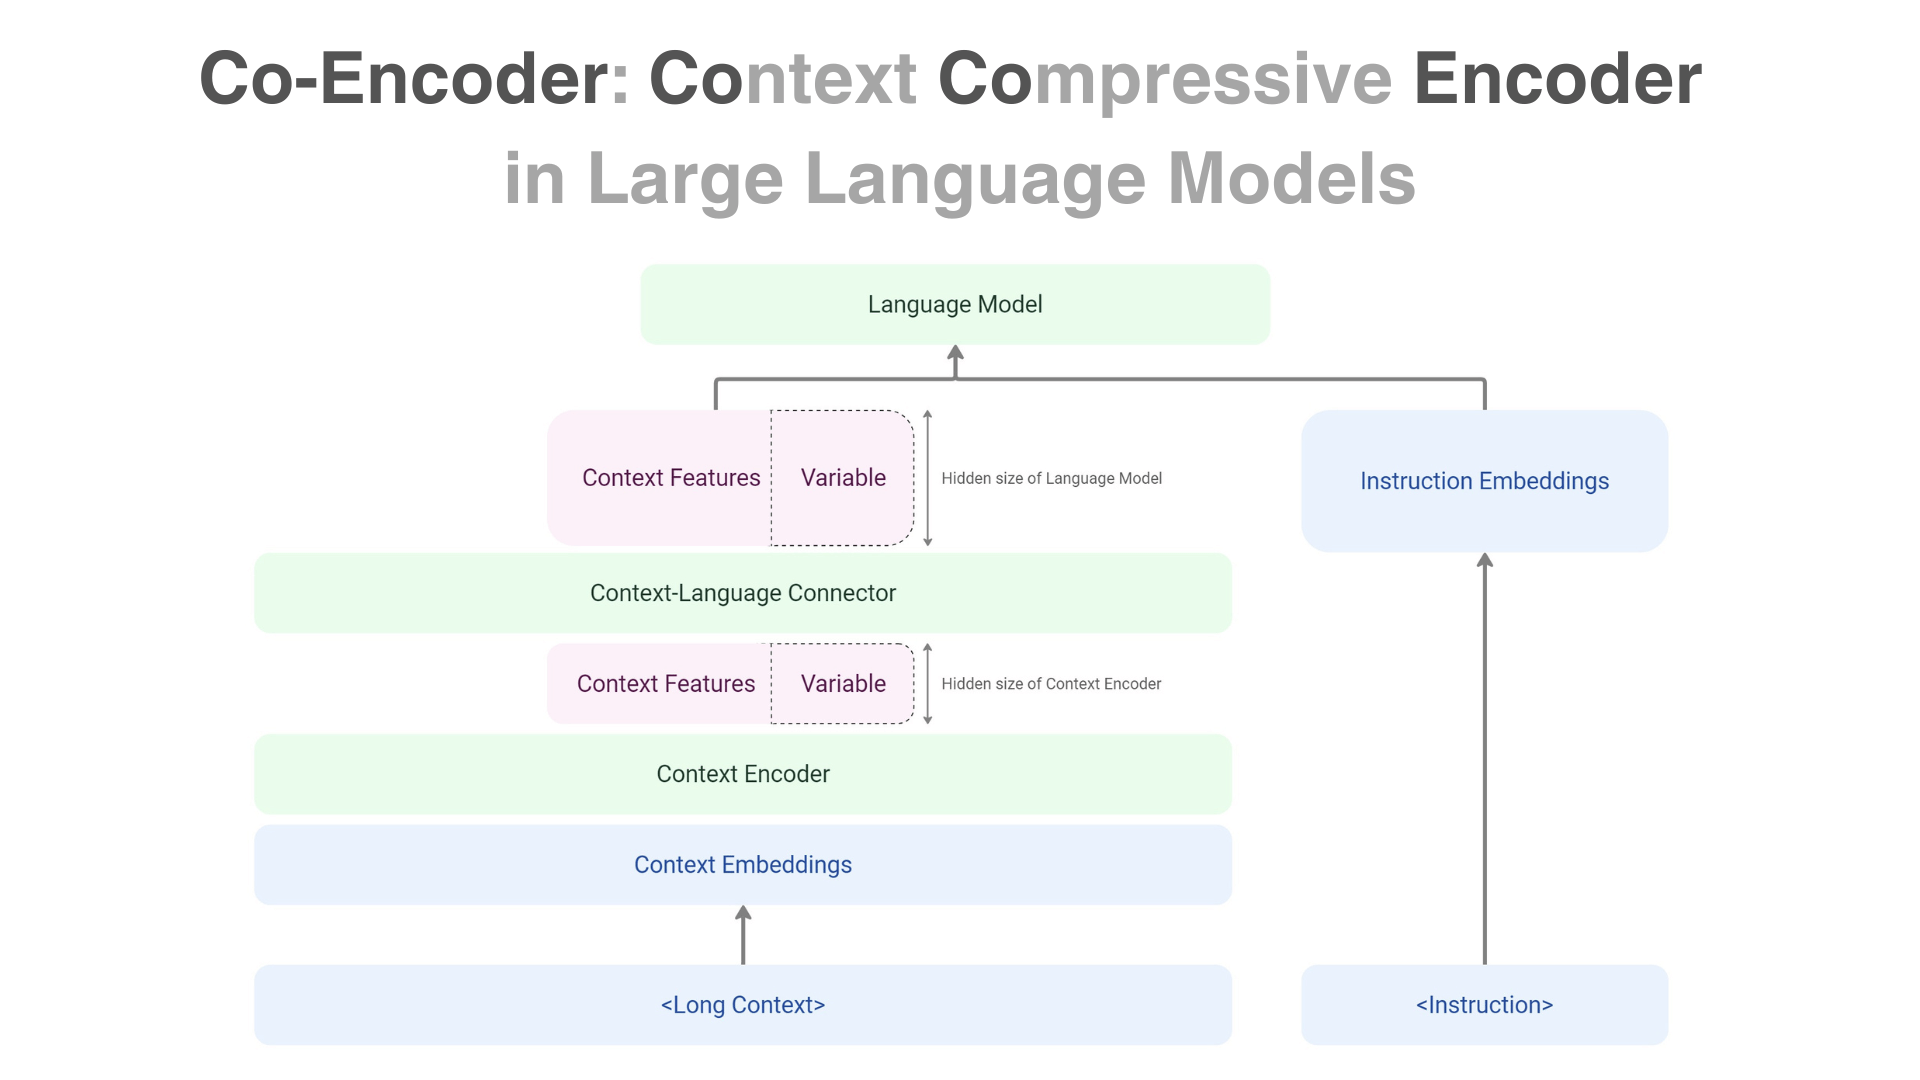 Co-Encoder: Context Compressive Encoder
in Large Language Models
Language Model
Context Features
Variable
Hidden size of Language Model
Instruction Embeddings
Context-Language Connector
Context Features
Variable
Hidden size of Context Encoder
Context Encoder
Context Embeddings
<Long Context>
<Instruction>